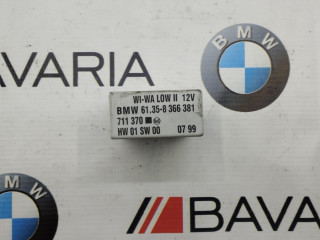 BAVARIA
BMW
WI-WA LOW II 12V
BMW 61.35-8 366 381
711 370
HW 01 SW 00 07 99
BMW
BAVARIA